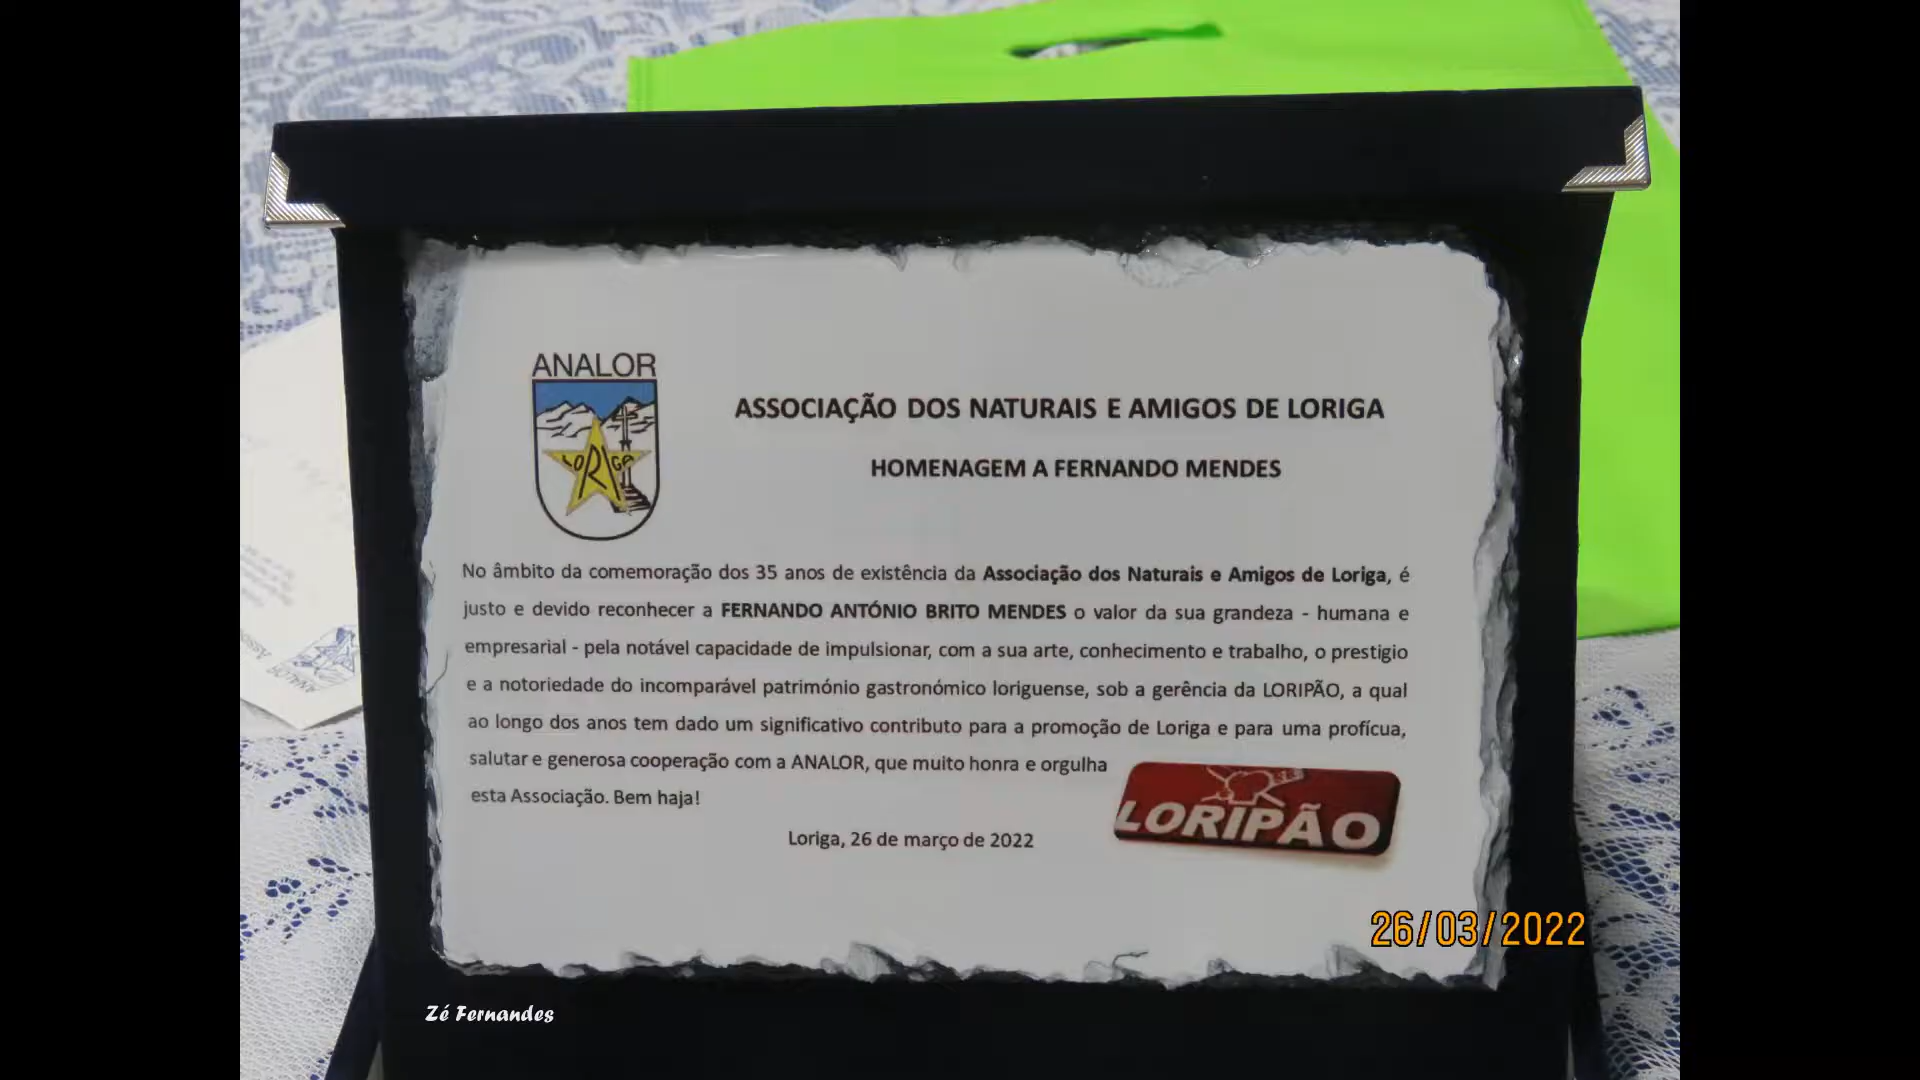 ANALOR
LORIGA
ASSOCIAÇÃO DOS NATURAIS E AMIGOS DE LORIGA
HOMENAGEM A FERNANDO MENDES
No âmbito da comemoração dos 35 anos de existência da Associação dos Naturais e Amigos de Loriga, é
justo e devido reconhecer a FERNANDO ANTÓNIO BRITO MENDES o valor da sua grandeza - humana e
empresarial - pela notável capacidade de impulsionar, com a sua arte, conhecimento e trabalho, o prestigio
e a notoriedade do incomparável património gastronómico loriguense, sob a gerência da LORIPÃO, a qual
ao longo dos anos tem dado um significativo contributo para a promoção de Loriga e para uma profícua,
salutar e generosa cooperação com a ANALOR, que muito honra e orgulha
esta Associação. Bem haja!
LORIPÃO
Loriga, 26 de março de 2022
26/03/2022
Zé Fernandes